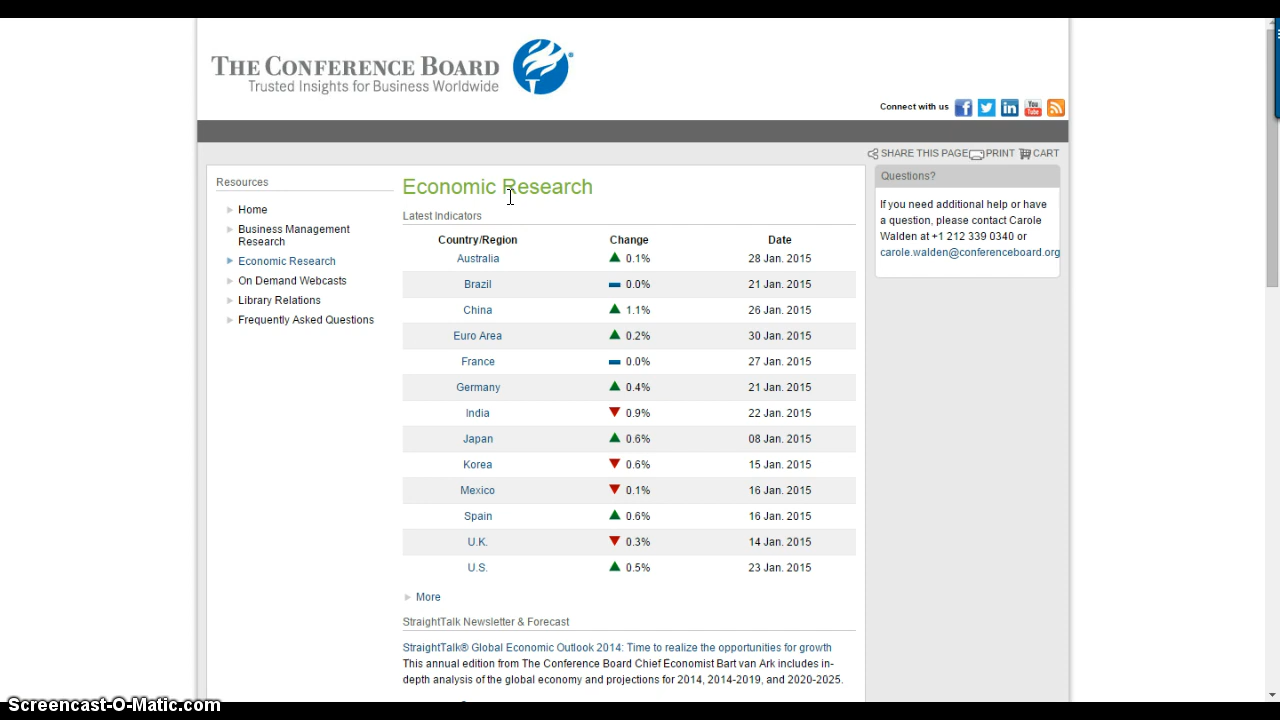 THE CONFERENCE BOARD
Trusted Insights for Business Worldwide
Connect with us
You
Tube
SHARE THIS PAGE PRINT CART
Resources
Home
Business Management
Research
Economic Research
On Demand Webcasts
Library Relations
Frequently Asked Questions
Economic Research
Latest Indicators
Country/Region Change Date
Australia 0.1% 28 Jan. 2015
Brazil 0.0% 21 Jan. 2015
China 1.1% 26 Jan. 2015
Euro Area 0.2% 30 Jan. 2015
France 0.0% 27 Jan. 2015
Germany 0.4% 21 Jan. 2015
India 0.9% 22 Jan. 2015
Japan 0.6% 08 Jan. 2015
Korea 0.6% 15 Jan. 2015
Mexico 0.1% 16 Jan. 2015
Spain 0.6% 16 Jan. 2015
U.K. 0.3% 14 Jan. 2015
U.S. 0.5% 23 Jan. 2015
More
StraightTalk Newsletter & Forecast
StraightTalk® Global Economic Outlook 2014: Time to realize the opportunities for growth
This annual edition from The Conference Board Chief Economist Bart van Ark includes in-
depth analysis of the global economy and projections for 2014, 2014-2019, and 2020-2025.
Questions?
If you need additional help or have
a question, please contact Carole
Walden at +1 212 339 0340 or
carole.walden@conferenceboard.org
Screencast-O-Matic.com